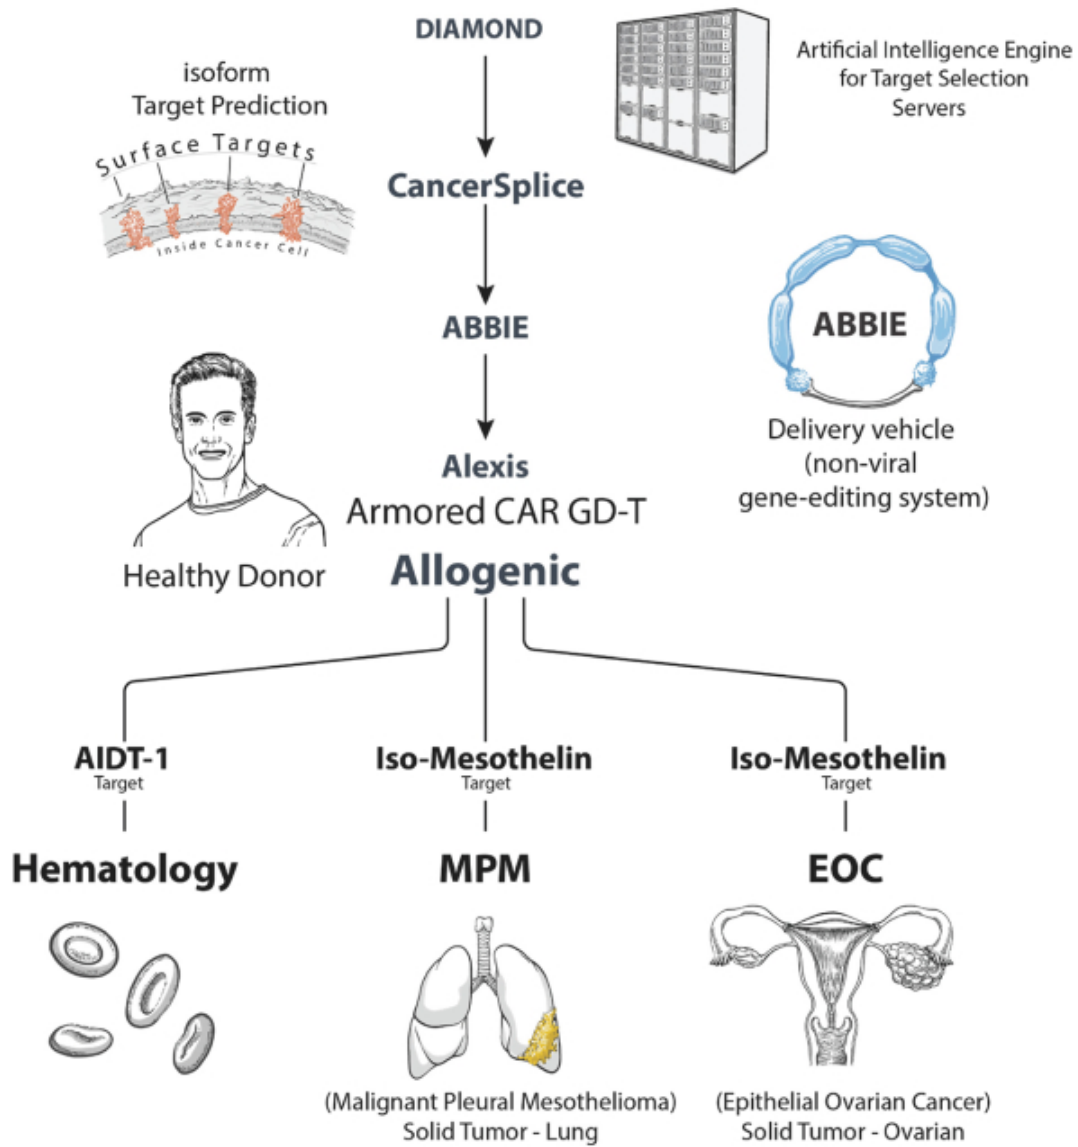 DIAMOND
Artificial Intelligence Engine
for Target Selection
Servers
isoform
Target Prediction
Surface Targets
Inside Cancer Cell
CancerSplice
ABBIE
ABBIE
Delivery vehicle
(non-viral
gene-editing system)
Alexis
Armored CAR GD-T
Allogenic
Healthy Donor
AIDT-1
Target
Iso-Mesothelin
Target
Iso-Mesothelin
Target
Hematology
MPM
EOC
(Malignant Pleural Mesothelioma)
Solid Tumor - Lung
(Epithelial Ovarian Cancer)
Solid Tumor - Ovarian